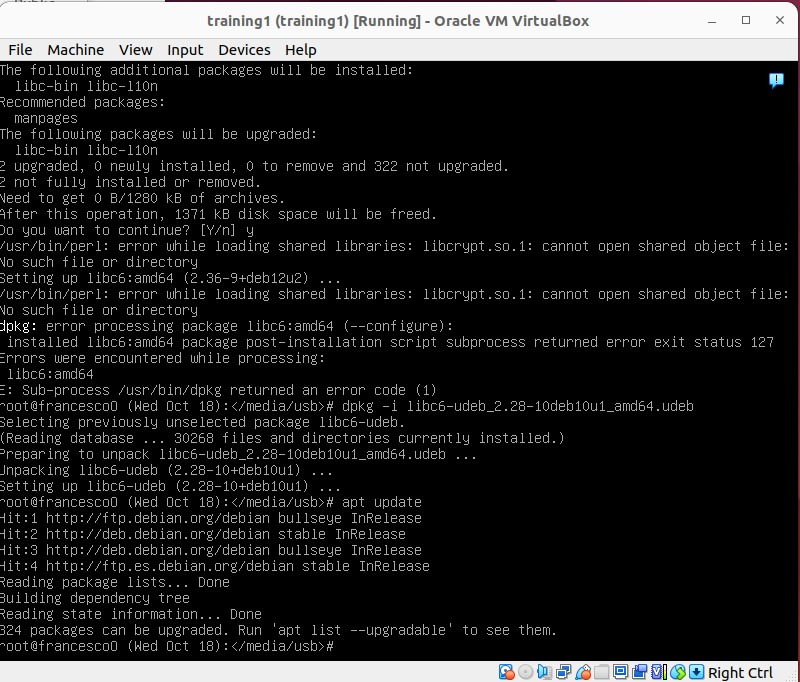 training1 (training1) [Running] - Oracle VM VirtualBox
File Machine View Input Devices Help
The following additional packages will be installed:
libc-bin libc-l10n
Recommended packages:
manpages
The following packages will be upgraded:
libc-bin libc-l10n
2 upgraded, 0 newly installed, 0 to remove and 322 not upgraded.
2 not fully installed or removed.
Need to get 0 B/1280 kB of archives.
After this operation, 1371 kB disk space will be freed.
Do you want to continue? [Y/n] y
/usr/bin/perl: error while loading shared libraries: libcrypt.so.1: cannot open shared object file:
No such file or directory
Setting up libc6:amd64 (2.36-9+deb12u2) ...
/usr/bin/perl: error while loading shared libraries: libcrypt.so.1: cannot open shared object file:
No such file or directory
dpkg: error processing package libc6:amd64 (--configure):
installed libc6:amd64 package post-installation script subprocess returned error exit status 127
Errors were encountered while processing:
libc6:amd64
E: Sub-process /usr/bin/dpkg returned an error code (1)
root@francesco0 (Wed Oct 18):</media/usb># dpkg -i libc6-udeb_2.28-10deb10u1_amd64.udeb
Selecting previously unselected package libc6-udeb.
(Reading database ... 30268 files and directories currently installed.)
Preparing to unpack libc6-udeb_2.28-10deb10u1_amd64.udeb ...
Unpacking libc6-udeb (2.28-10+deb10u1) ...
Setting up libc6-udeb (2.28-10+deb10u1) ...
root@francesco0 (Wed Oct 18):</media/usb># apt update
Hit:1 http://ftp.debian.org/debian bullseye InRelease
Hit:2 http://deb.debian.org/debian stable InRelease
Hit:3 http://deb.debian.org/debian bullseye InRelease
Hit:4 http://ftp.es.debian.org/debian stable InRelease
Reading package lists... Done
Building dependency tree
Reading state information... Done
324 packages can be upgraded. Run 'apt list --upgradable' to see them.
root@francesco0 (Wed Oct 18):</media/usb>#
Right Ctrl